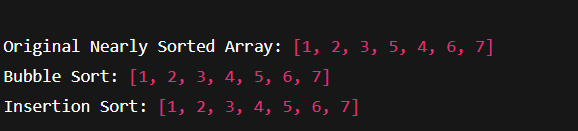 Original Nearly Sorted Array: [1, 2, 3, 5, 4, 6, 7]
Bubble Sort: [1, 2, 3, 4, 5, 6, 7]
Insertion Sort: [1, 2, 3, 4, 5, 6, 7]